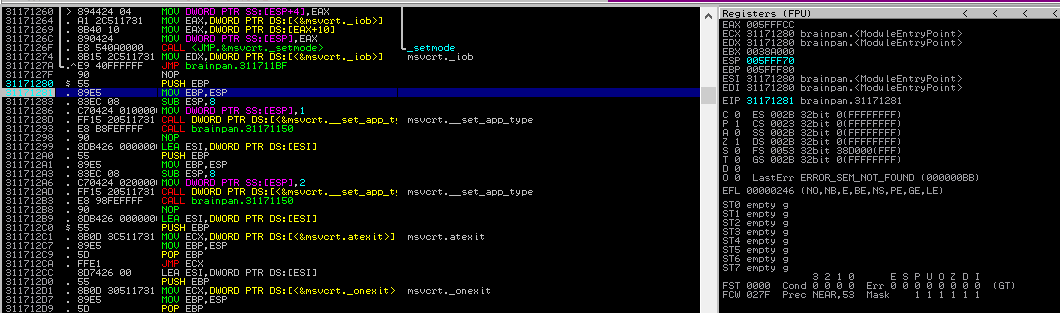 31171260 > 894424 04 MOV DWORD PTR SS:[ESP+4],EAX
31171264 . A1 2C511731 MOV EAX,DWORD PTR DS:[<&msvcrt._iob>]
31171269 . 8B40 10 MOV EAX,DWORD PTR DS:[EAX+10]
3117126C . 890424 MOV DWORD PTR SS:[ESP],EAX
3117126F . E8 540A0000 CALL <JMP.&msvcrt._setmode> _setmode
31171274 . 8B15 2C511731 MOV EDX,DWORD PTR DS:[<&msvcrt._iob>] msvcrt._iob
3117127A .^E9 40FFFFFF JMP brainpan.311711BF
3117127F 90 NOP
31171280 $ 55 PUSH EBP
31171281 . 89E5 MOV EBP,ESP
31171283 . 83EC 08 SUB ESP,8
31171286 . C70424 010000 MOV DWORD PTR SS:[ESP],1
3117128D . FF15 20511731 CALL DWORD PTR DS:[<&msvcrt.__set_app_ty msvcrt.__set_app_type
31171293 . E8 B8FEFFFF CALL brainpan.31171150
31171298 . 90 NOP
31171299 . 8DB426 000000 LEA ESI,DWORD PTR DS:[ESI]
311712A0 . 55 PUSH EBP
311712A1 . 89E5 MOV EBP,ESP
311712A3 . 83EC 08 SUB ESP,8
311712A6 . C70424 020000 MOV DWORD PTR SS:[ESP],2
311712AD . FF15 20511731 CALL DWORD PTR DS:[<&msvcrt.__set_app_ty msvcrt.__set_app_type
311712B3 . E8 98FEFFFF CALL brainpan.31171150
311712B8 . 90 NOP
311712B9 . 8DB426 000000 LEA ESI,DWORD PTR DS:[ESI]
311712C0 $ 55 PUSH EBP
311712C1 . 8B0D 3C511731 MOV ECX,DWORD PTR DS:[<&msvcrt.atexit>] msvcrt.atexit
311712C7 . 89E5 MOV EBP,ESP
311712C9 . 5D POP EBP
311712CA . FFE1 JMP ECX
311712CC 8D7426 00 LEA ESI,DWORD PTR DS:[ESI]
311712D0 . 55 PUSH EBP
311712D1 . 8B0D 30511731 MOV ECX,DWORD PTR DS:[<&msvcrt._onexit>] msvcrt._onexit
311712D7 . 89E5 MOV EBP,ESP
311712D9 . 5D POP EBP
Registers (FPU) < < < <
EAX 005FFFCC
ECX 31171280 brainpan.<ModuleEntryPoint>
EDX 31171280 brainpan.<ModuleEntryPoint>
EBX 0038A000
ESP 005FFF70
EBP 005FFF80
ESI 31171280 brainpan.<ModuleEntryPoint>
EDI 31171280 brainpan.<ModuleEntryPoint>
EIP 31171281 brainpan.31171281
C 0 ES 002B 32bit 0(FFFFFFFF)
P 1 CS 0023 32bit 0(FFFFFFFF)
A 0 SS 002B 32bit 0(FFFFFFFF)
Z 1 DS 002B 32bit 0(FFFFFFFF)
S 0 FS 0053 32bit 38D000(FFF)
T 0 GS 002B 32bit 0(FFFFFFFF)
D 0
O 0 LastErr ERROR_SEM_NOT_FOUND (000000BB)
EFL 00000246 (NO,NB,E,BE,NS,PE,GE,LE)
ST0 empty g
ST1 empty g
ST2 empty g
ST3 empty g
ST4 empty g
ST5 empty g
ST6 empty g
ST7 empty g
3 2 1 0 E S P U O Z D I
FST 0000 Cond 0 0 0 0 Err 0 0 0 0 0 0 0 0 (GT)
FCW 027F Prec NEAR,53 Mask 1 1 1 1 1 1